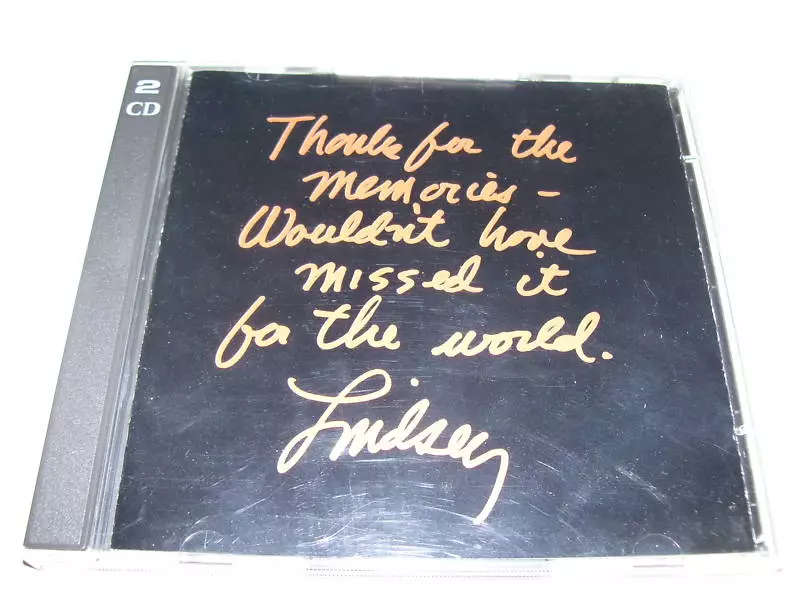 2
CD
Thanks for the
memories –
Wouldn't have
missed it
for the world.
Lindsey